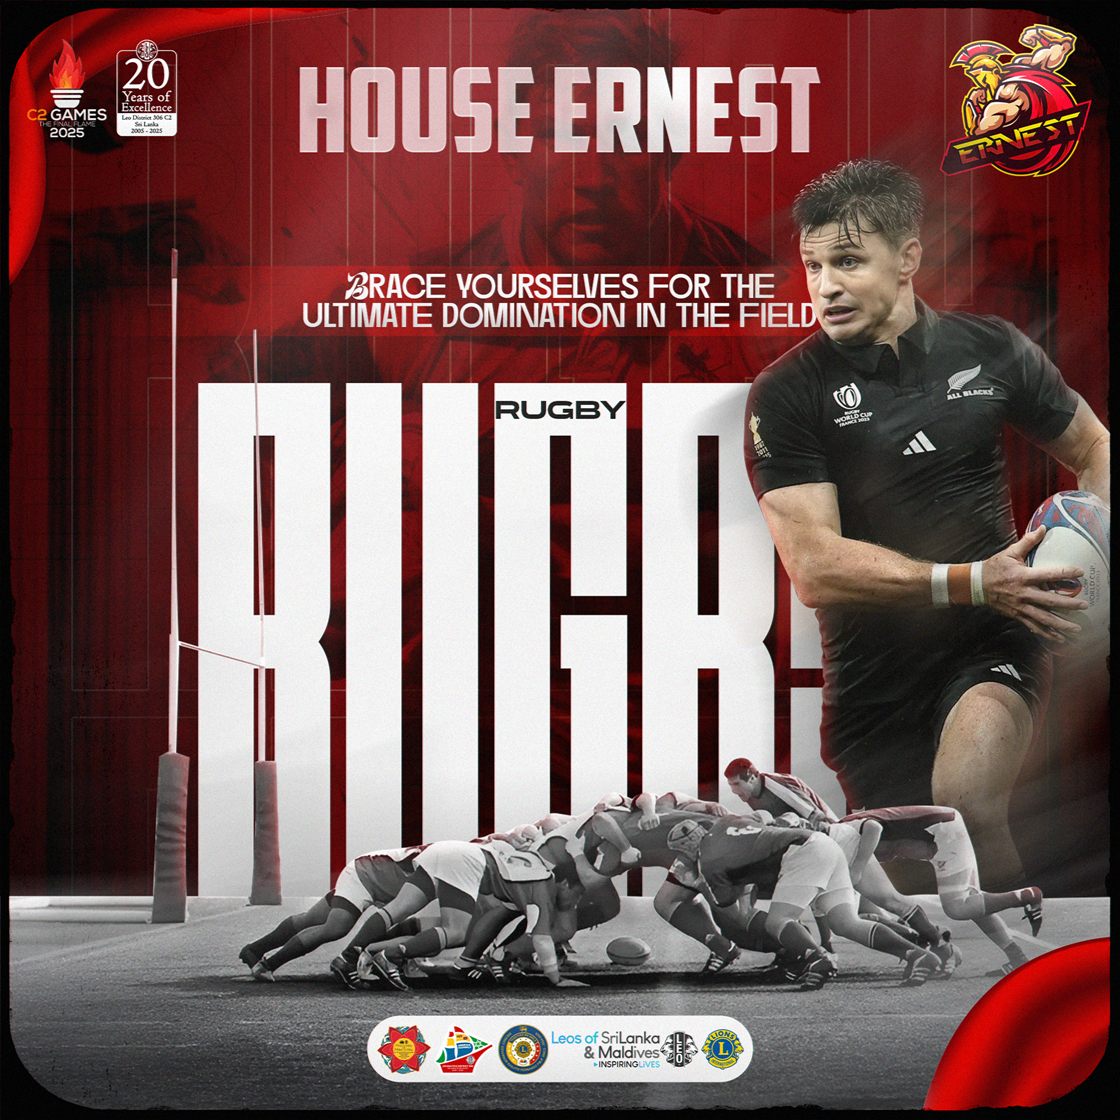 C2 GAMES
THE FINAL FLAME
2025
20
Years of
Excellence
Leo District 306 C2
Sri Lanka
2005 - 2025
HOUSE ERNEST
ERNEST
BRACE YOURSELVES FOR THE
ULTIMATE DOMINATION IN THE FIELD
RUGBY
RUGB
RUGBY
WORLD CUP
FRANCE 2023
ALL BLACKS
Leos of SriLanka
& Maldives
INSPIRING LIVES
LEO
LIONS
L